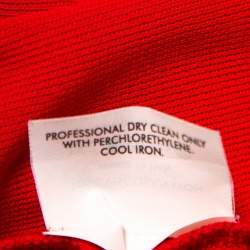 PROFESSIONAL DRY CLEAN ONLY
WITH PERCHLORETHYLENE.
COOL IRON.